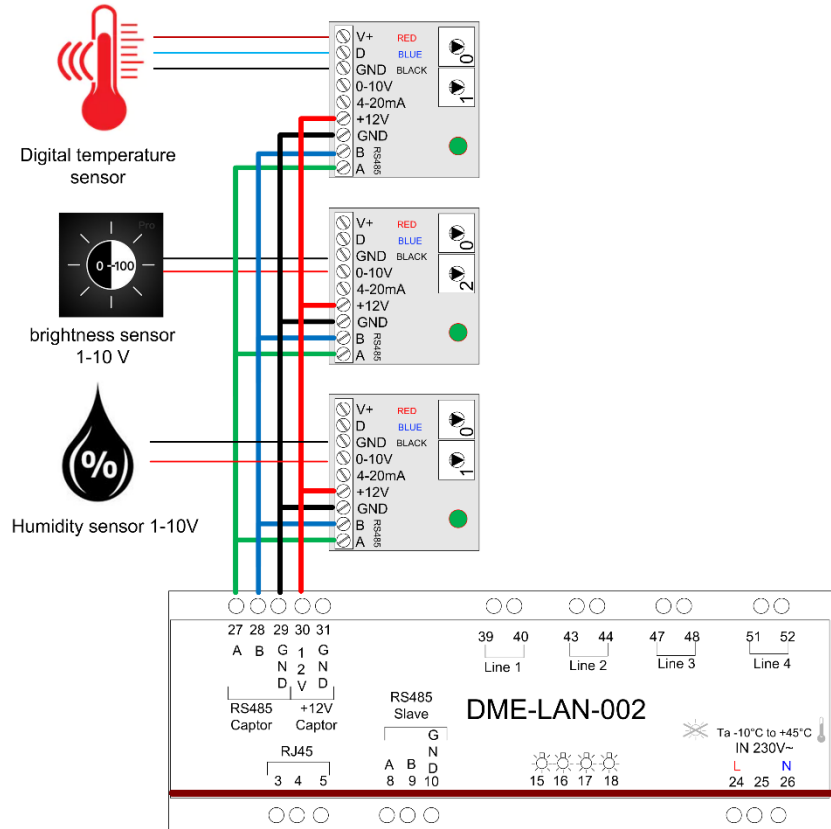 V+ RED
D BLUE
GND BLACK
0-10V
4-20mA
+12V
GND
B
A
RS485
0
1
Digital temperature
sensor
Pro
0 -100
brightness sensor
1-10 V
V+ RED
D BLUE
GND BLACK
0-10V
4-20mA
+12V
GND
B
A
RS485
0
2
%
Humidity sensor 1-10V
V+ RED
D BLUE
GND BLACK
0-10V
4-20mA
+12V
GND
B
A
RS485
0
1
27 28 29 30 31
A B GND 12V GND
RS485
Captor
+12V
Captor
RJ45
3 4 5
RS485
Slave
A B GND
8 9 10
39 40 43 44 47 48 51 52
Line 1 Line 2 Line 3 Line 4
DME-LAN-002
15 16 17 18
Ta -10°C to +45°C
IN 230V~
L N
24 25 26